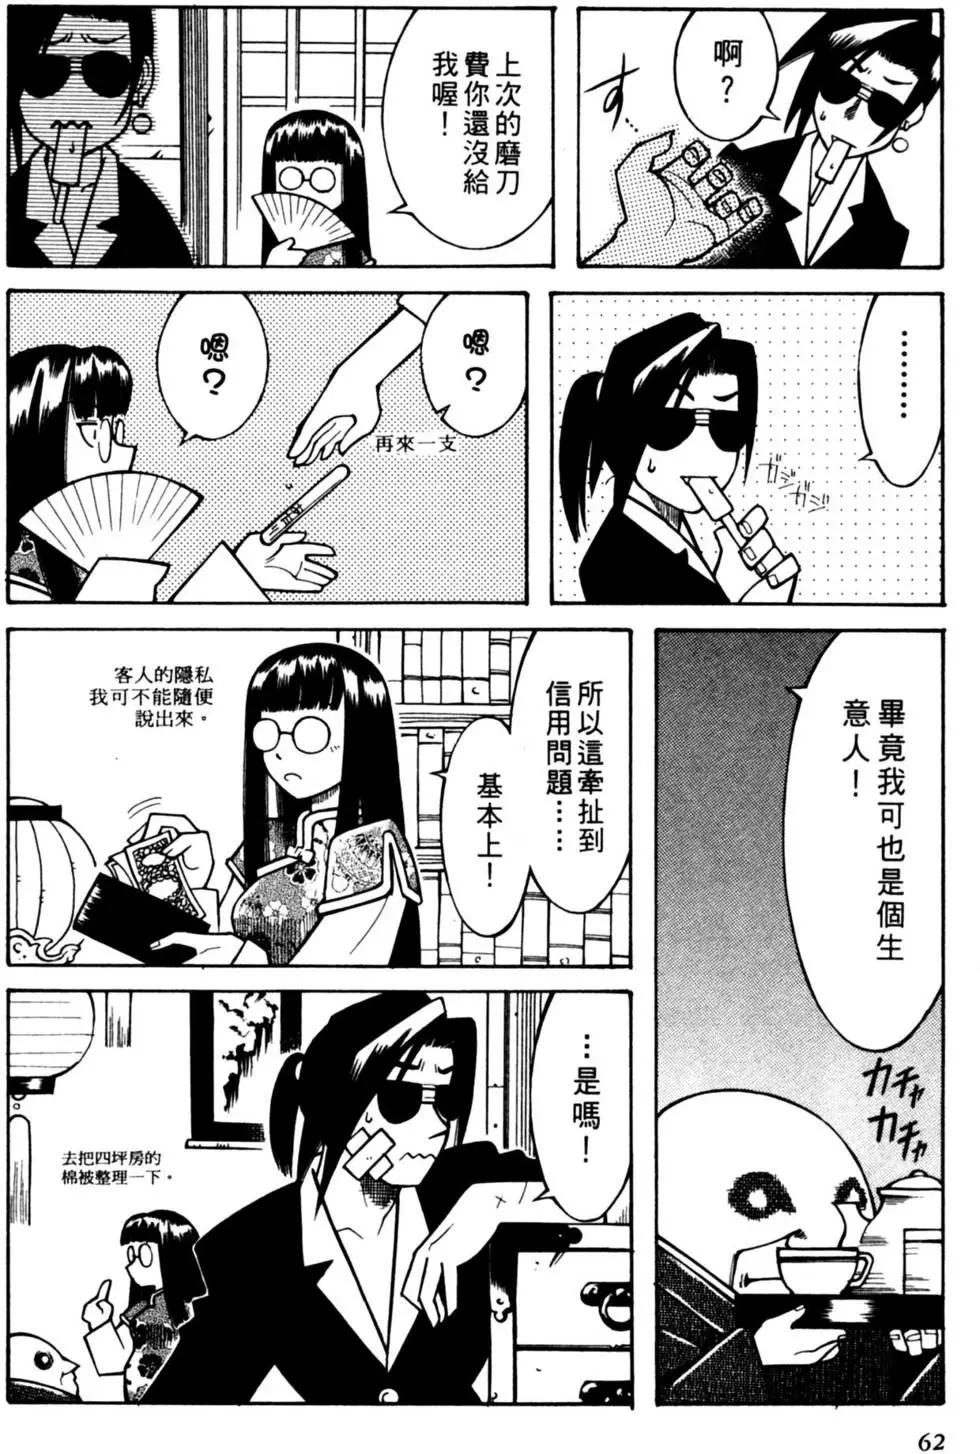 啊?
す…
上次的磨刀
費你還沒給
我喔!
………
ガジ
ガジ
嗯?
再來一支
嗯?
畢竟我可也是個生
意人!
カチャ
カチャ
所以這牽扯到
信用問題……
基本上!
客人的隱私
我可不能隨便
說出來。
…是嗎!
去把四坪房的
棉被整理一下。
62